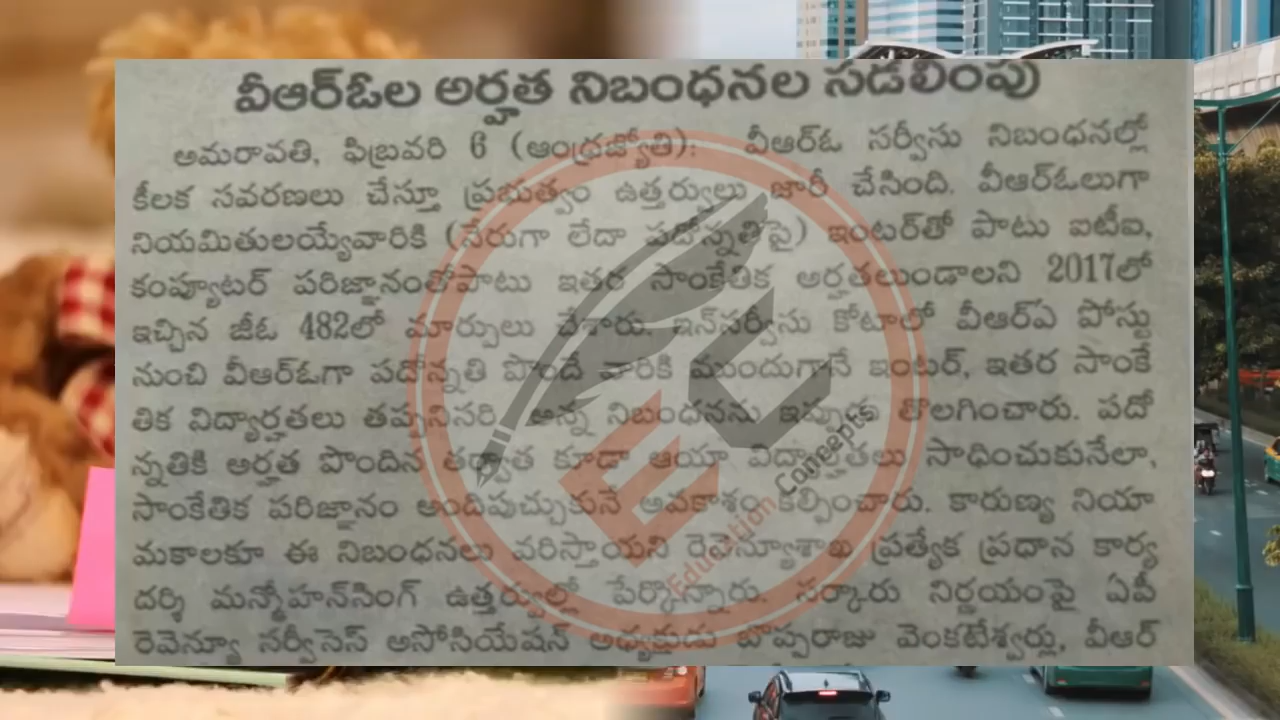 వీఆర్ఓల అర్హత నిబంధనల సడలింపు
అమరావతి, ఫిబ్రవరి 6 (ఆంధ్రజ్యోతి): వీఆర్ఓ సర్వీసు నిబంధనల్లో
కీలక సవరణలు చేస్తూ ప్రభుత్వం ఉత్తర్వులు జారీ చేసింది. వీఆర్ఓలుగా
నియమితులయ్యేవారికి (నేరుగా లేదా పదోన్నతిపై) ఇంటర్‌తో పాటు ఐటీఐ,
కంప్యూటర్ పరిజ్ఞానంతోపాటు ఇతర సాంకేతిక అర్హతలుండాలని 2017లో
ఇచ్చిన జీఓ 482లో మార్పులు చేశారు. ఇన్‌సర్వీసు కోటాలో వీఆర్ఏ పోస్టు
నుంచి వీఆర్ఓగా పదోన్నతి పొందే వారికి ముందుగానే ఇంటర్, ఇతర సాంకే
తిక విద్యార్హతలు తప్పనిసరి అన్న నిబంధనను ఇప్పుడు తొలగించారు. పదో
న్నతికి అర్హత పొందిన తర్వాత కూడా ఆయా విద్యార్హతలు సాధించుకునేలా,
సాంకేతిక పరిజ్ఞానం అందిపుచ్చుకునే అవకాశం కల్పించారు. కారుణ్య నియా
మకాలకూ ఈ నిబంధనలు వర్తిస్తాయని రెవెన్యూశాఖ ప్రత్యేక ప్రధాన కార్య
దర్శి మన్మోహన్‌సింగ్ ఉత్తర్వుల్లో పేర్కొన్నారు. సర్కారు నిర్ణయంపై ఏపీ
రెవెన్యూ సర్వీసెస్ అసోసియేషన్ అధ్యక్షుడు బొప్పరాజు వెంకటేశ్వర్లు, వీఆర్
Education Concepts